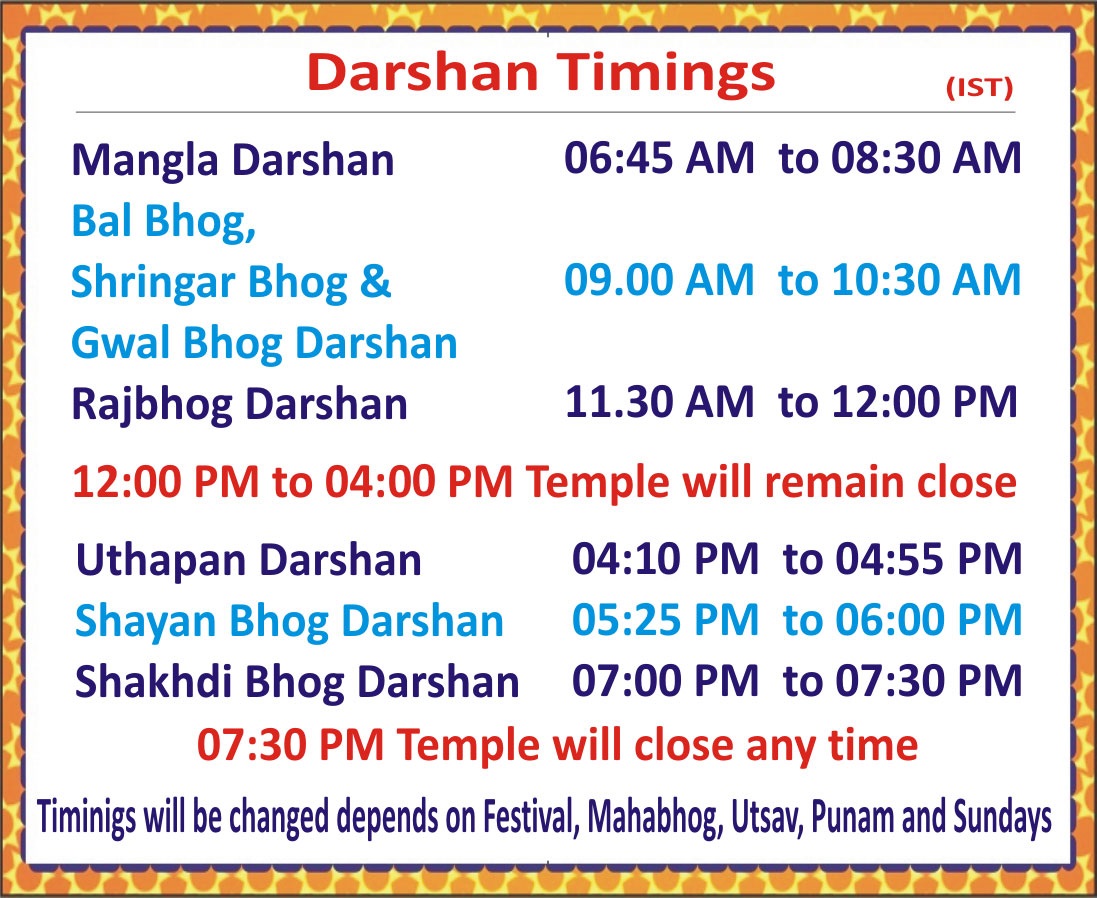 Darshan Timings (IST)
Mangla Darshan 06:45 AM to 08:30 AM
Bal Bhog,
Shringar Bhog & 09.00 AM to 10:30 AM
Gwal Bhog Darshan
Rajbhog Darshan 11.30 AM to 12:00 PM
12:00 PM to 04:00 PM Temple will remain close
Uthapan Darshan 04:10 PM to 04:55 PM
Shayan Bhog Darshan 05:25 PM to 06:00 PM
Shakhdi Bhog Darshan 07:00 PM to 07:30 PM
07:30 PM Temple will close any time
Timinigs will be changed depends on Festival, Mahabhog, Utsav, Punam and Sundays